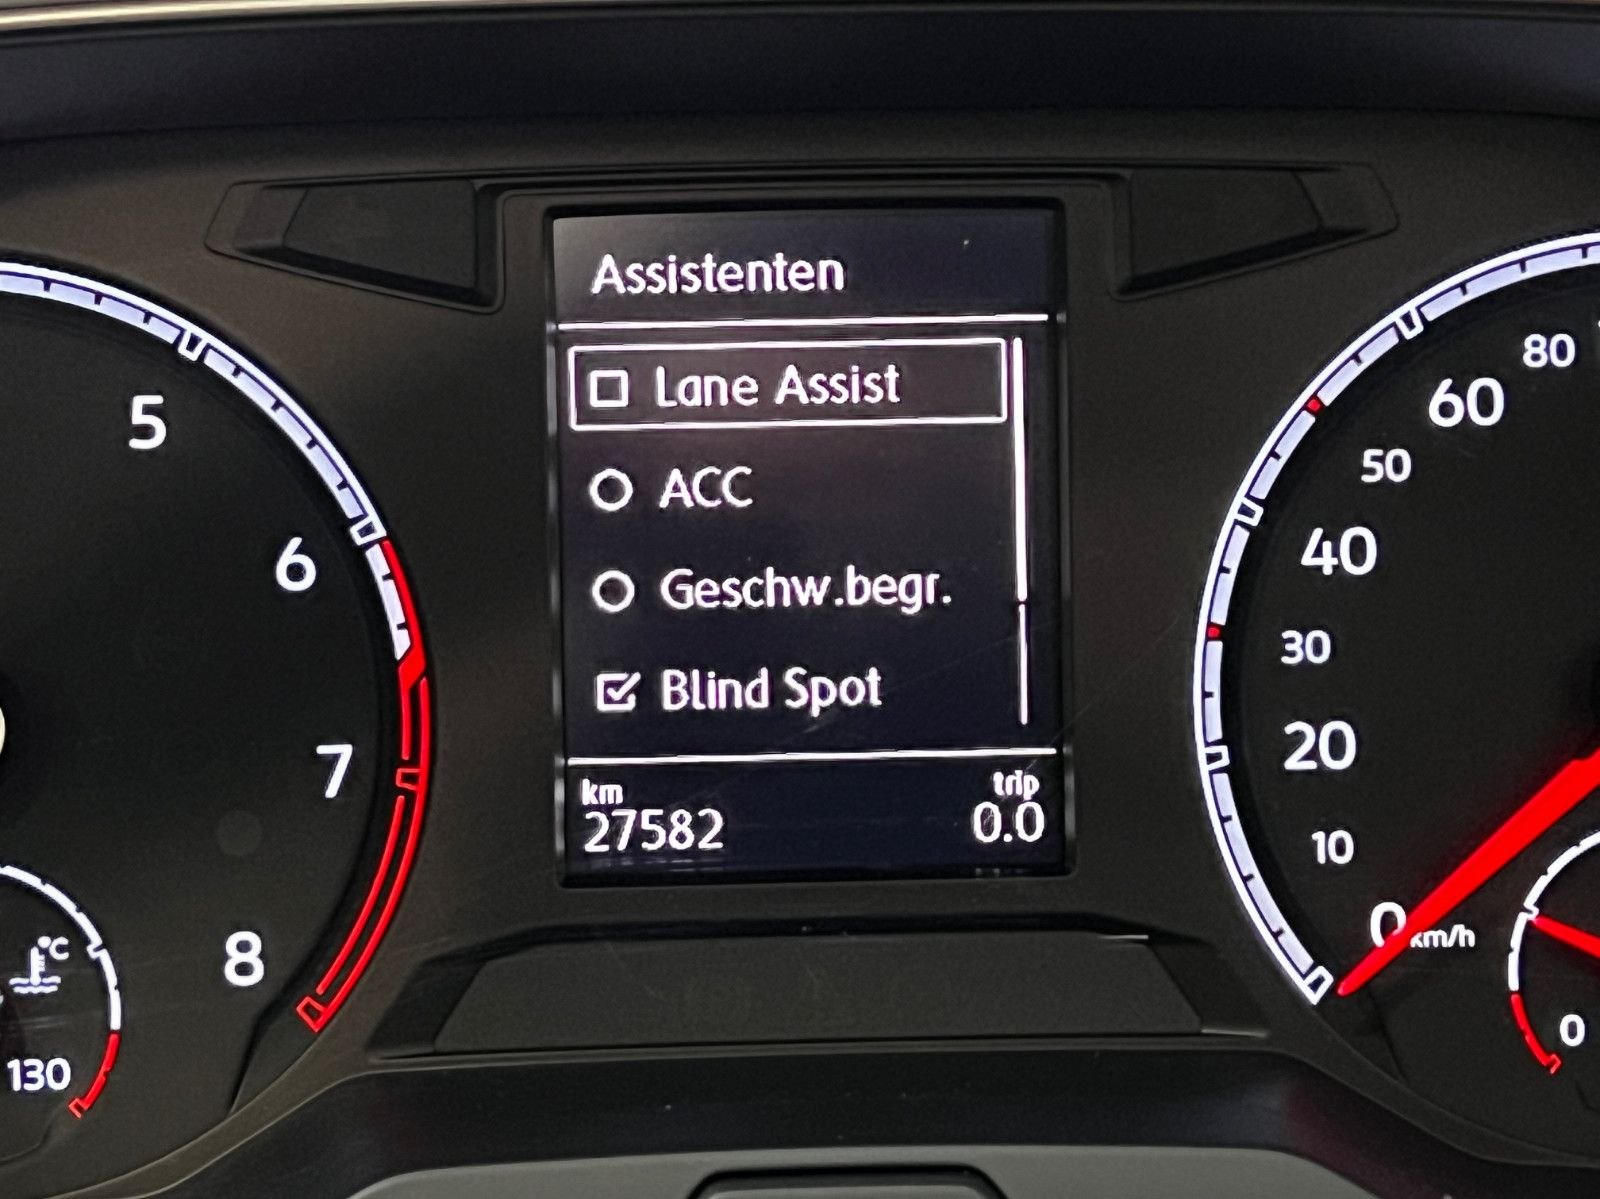 Assistenten
Lane Assist
ACC
Geschw.begr.
Blind Spot
km
trip
27582
0.0
5
6
7
8
°C
130
80
60
50
40
30
20
10
0
km/h
0